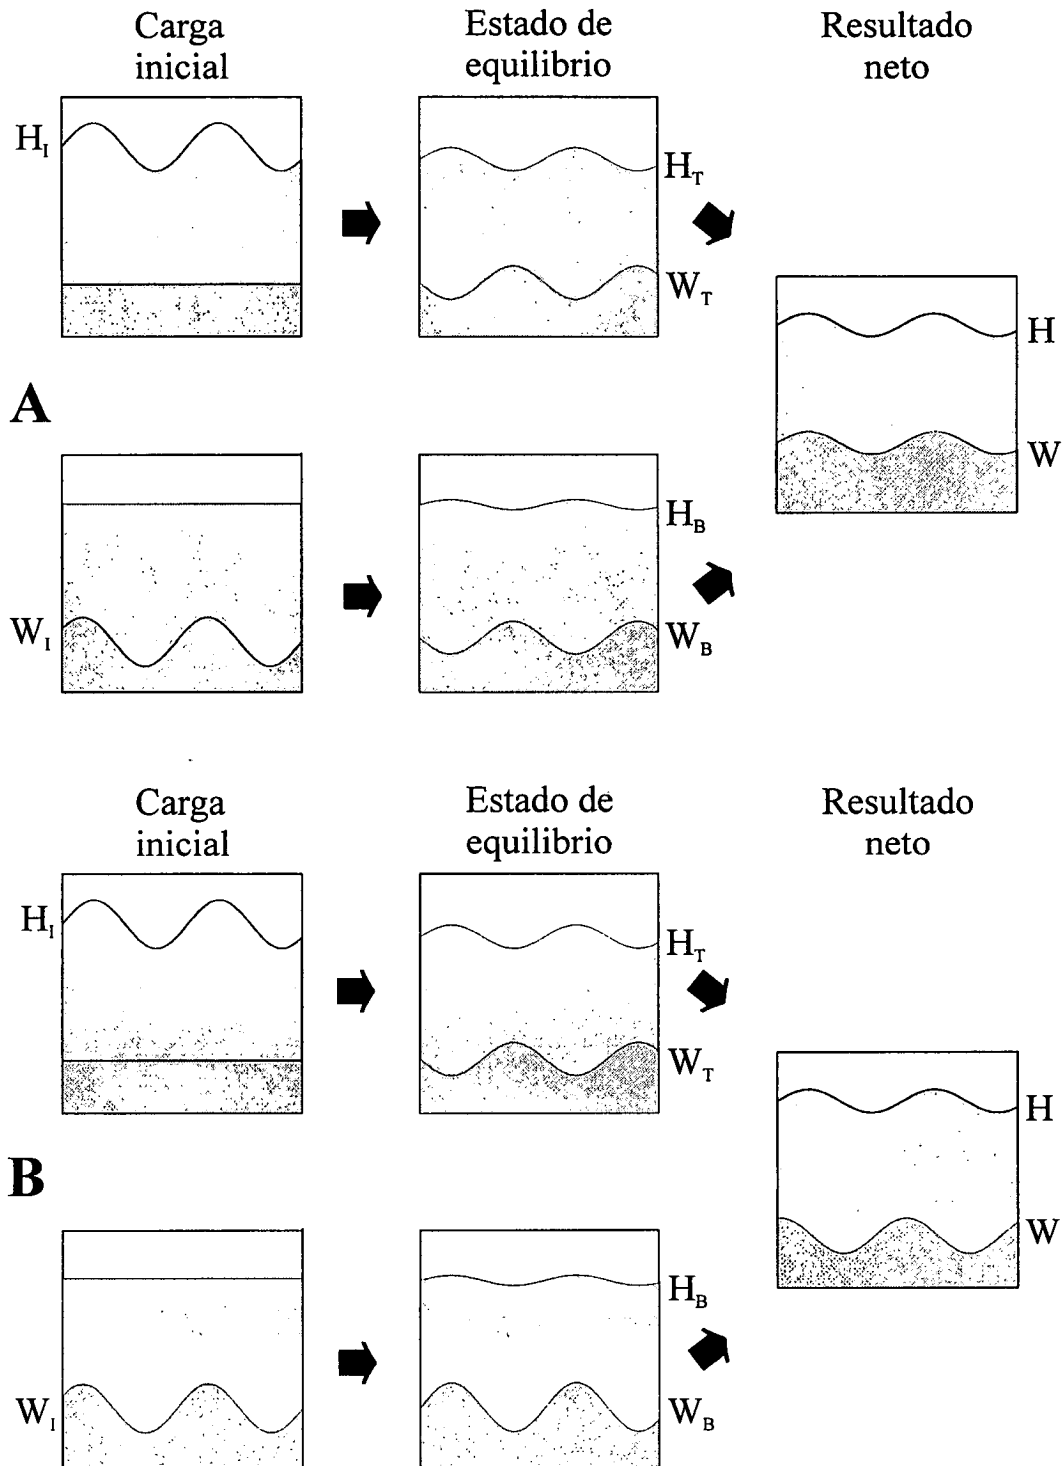 Carga
inicial
Estado de
equilibrio
Resultado
neto
H_I
H_T
W_T
H
W
A
W_I
H_B
W_B
Carga
inicial
Estado de
equilibrio
Resultado
neto
H_I
H_T
W_T
H
W
B
W_I
H_B
W_B